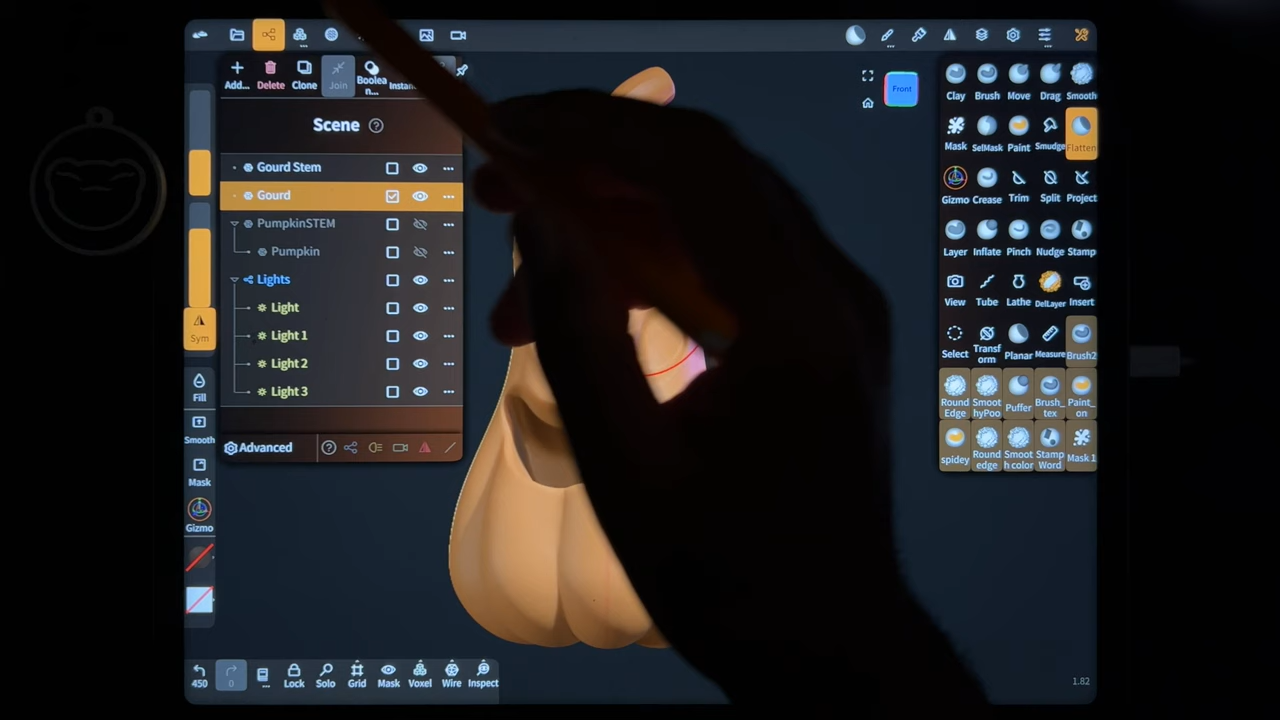 Add...
Delete
Clone
Join
Boolea
n...
Instan
Scene ?
Gourd Stem
Gourd
PumpkinSTEM
Pumpkin
Lights
Light
Light 1
Light 2
Light 3
Advanced
?
Sym
Fill
Smooth
Mask
Gizmo
450
0
Lock
Solo
Grid
Mask
Voxel
Wire
Inspect
Front
Clay
Brush
Move
Drag
Smooth
Mask
SelMask
Paint
Smudge
Flatten
Gizmo
Crease
Trim
Split
Project
Layer
Inflate
Pinch
Nudge
Stamp
View
Tube
Lathe
DelLayer
Insert
Select
Transf
orm
Planar
Measure
Brush2
Round
Edge
Smoot
hyPoo
Puffer
Brush_
tex
Paint_
on
spidey
Round
edge
Smoot
h color
Stamp
Word
Mask 1
1.82